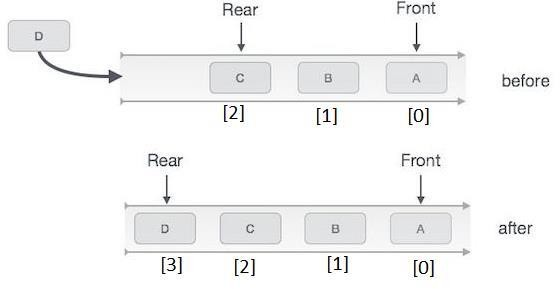 Rear Front
D
C B A before
[2] [1] [0]
Rear Front
D C B A after
[3] [2] [1] [0]